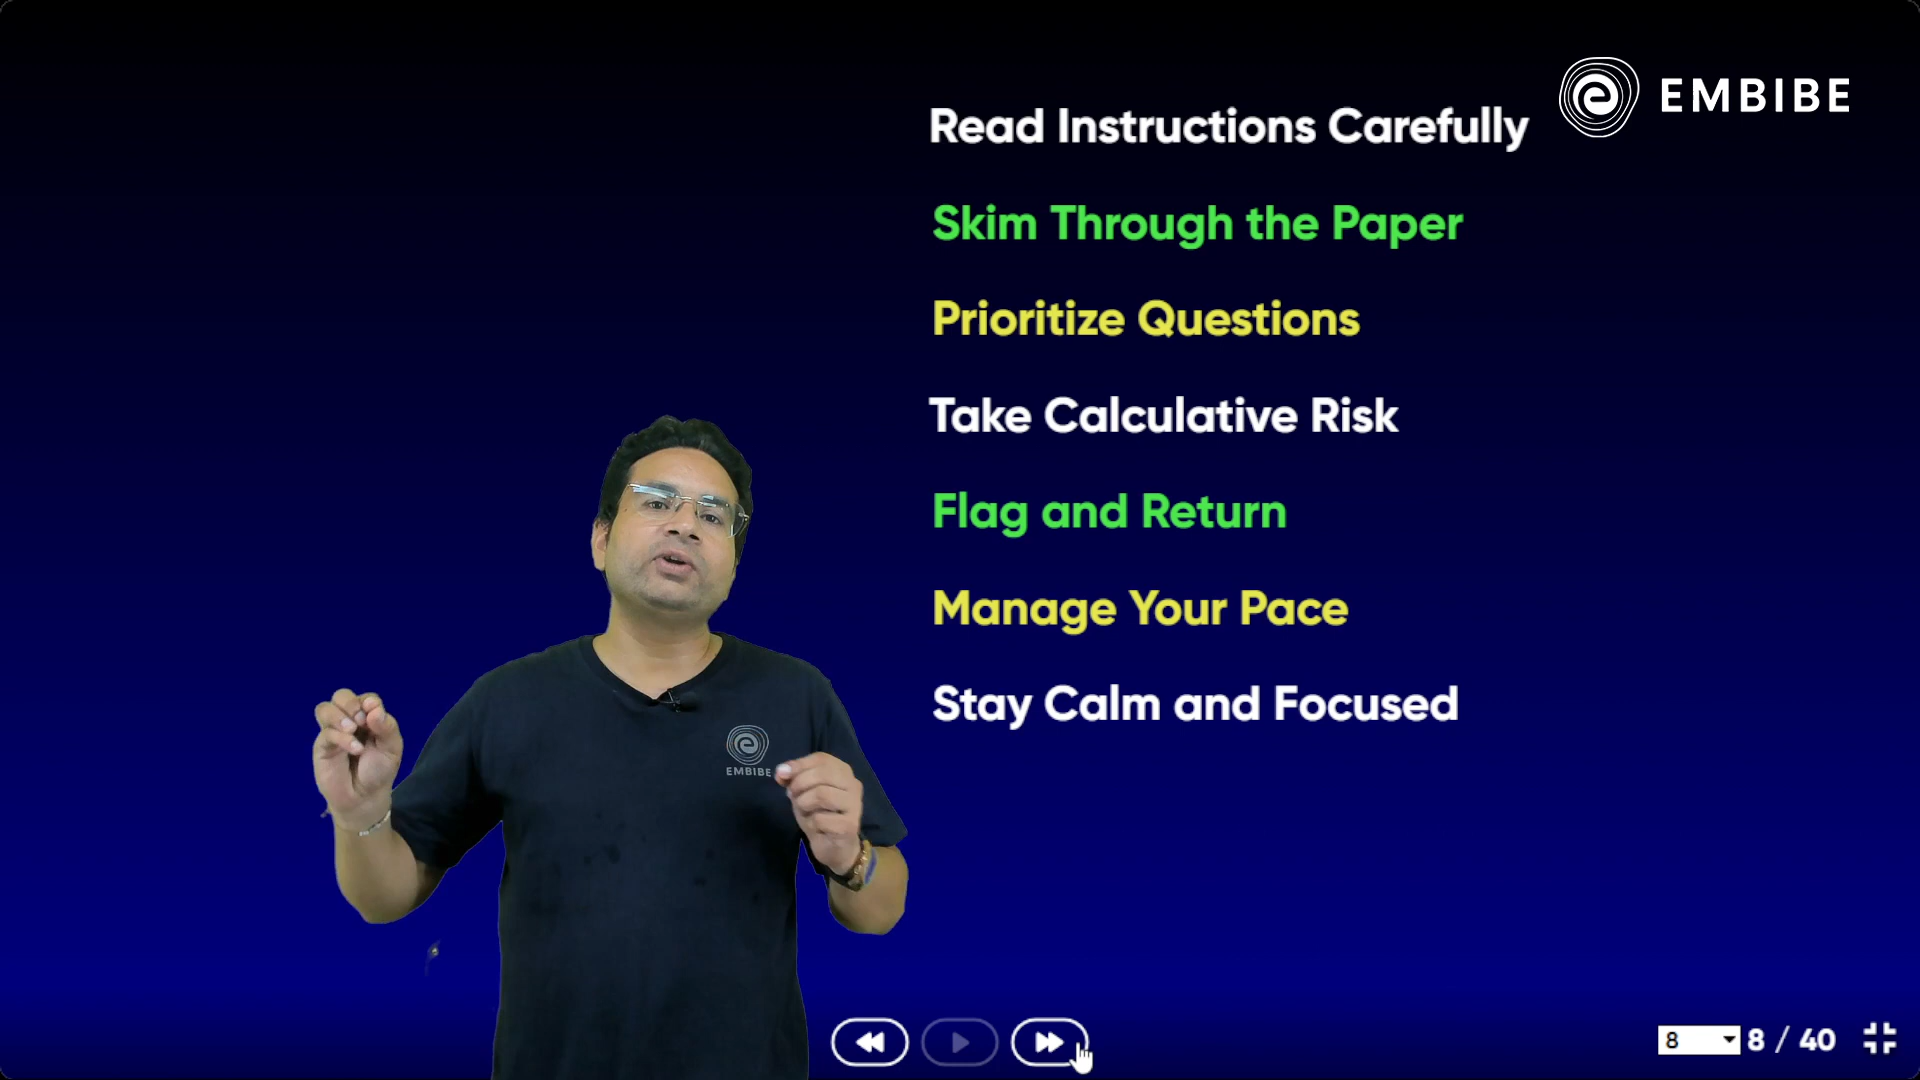 EMBIBE
Read Instructions Carefully
Skim Through the Paper
Prioritize Questions
Take Calculative Risk
Flag and Return
Manage Your Pace
Stay Calm and Focused
EMBIBE
8 8 / 40